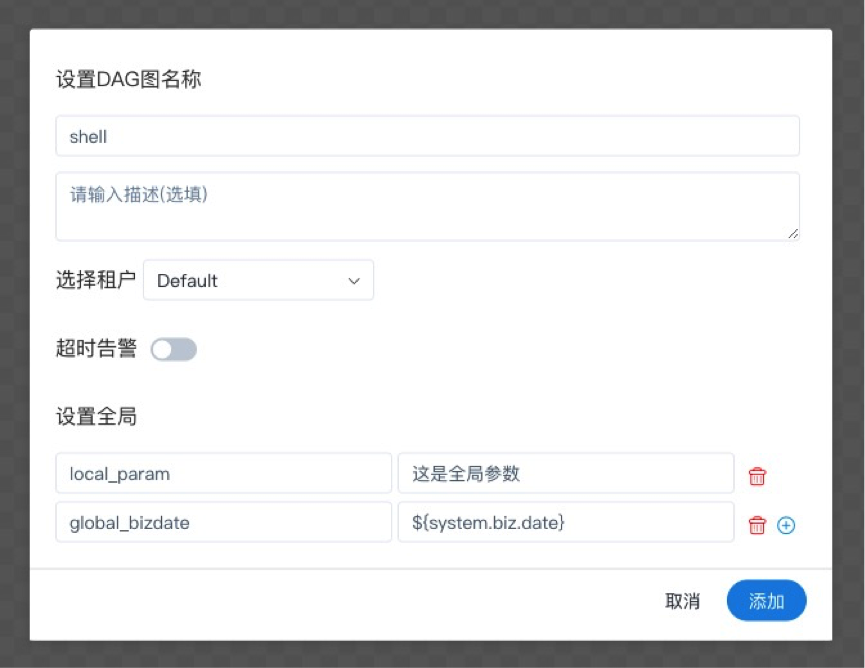 设置DAG图名称
shell
请输入描述(选填)
选择租户 Default
超时告警
设置全局
local_param 这是全局参数
global_bizdate ${system.biz.date}
取消 添加